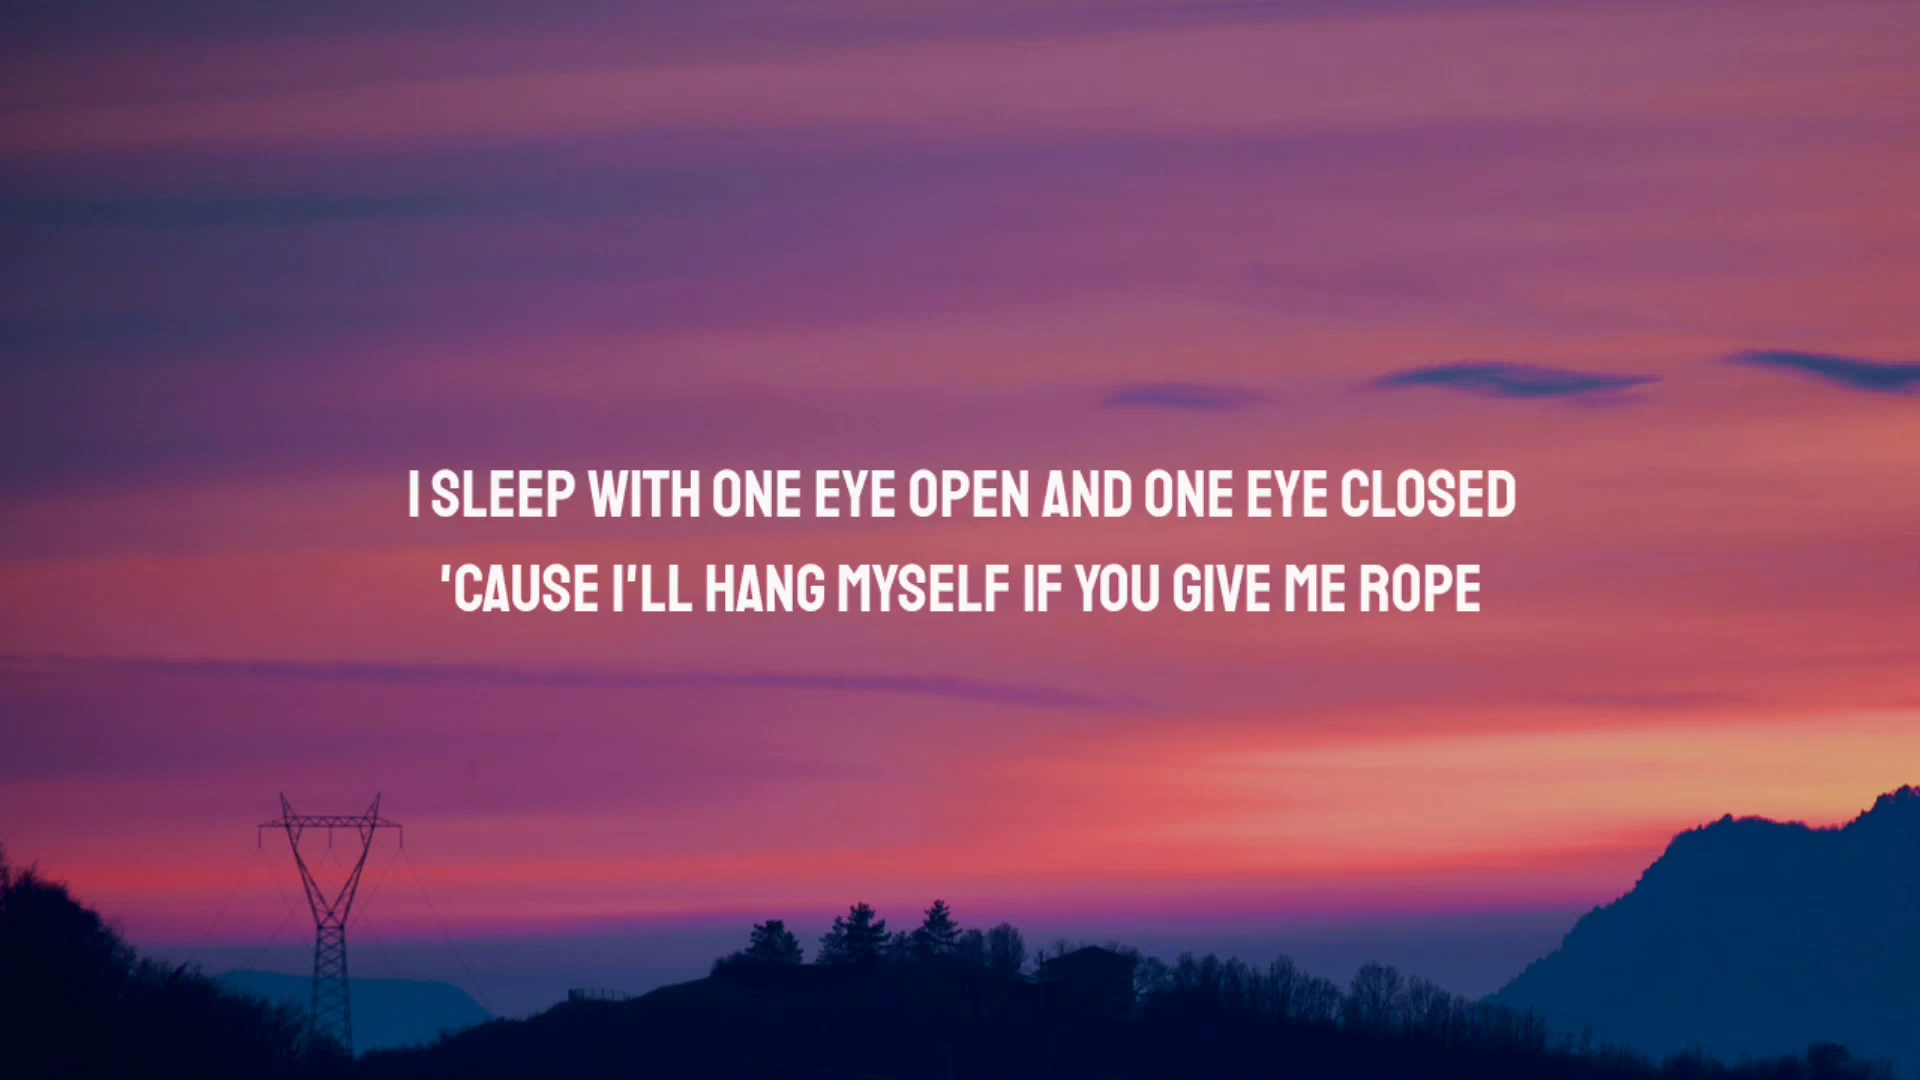 I SLEEP WITH ONE EYE OPEN AND ONE EYE CLOSED
'CAUSE I'LL HANG MYSELF IF YOU GIVE ME ROPE